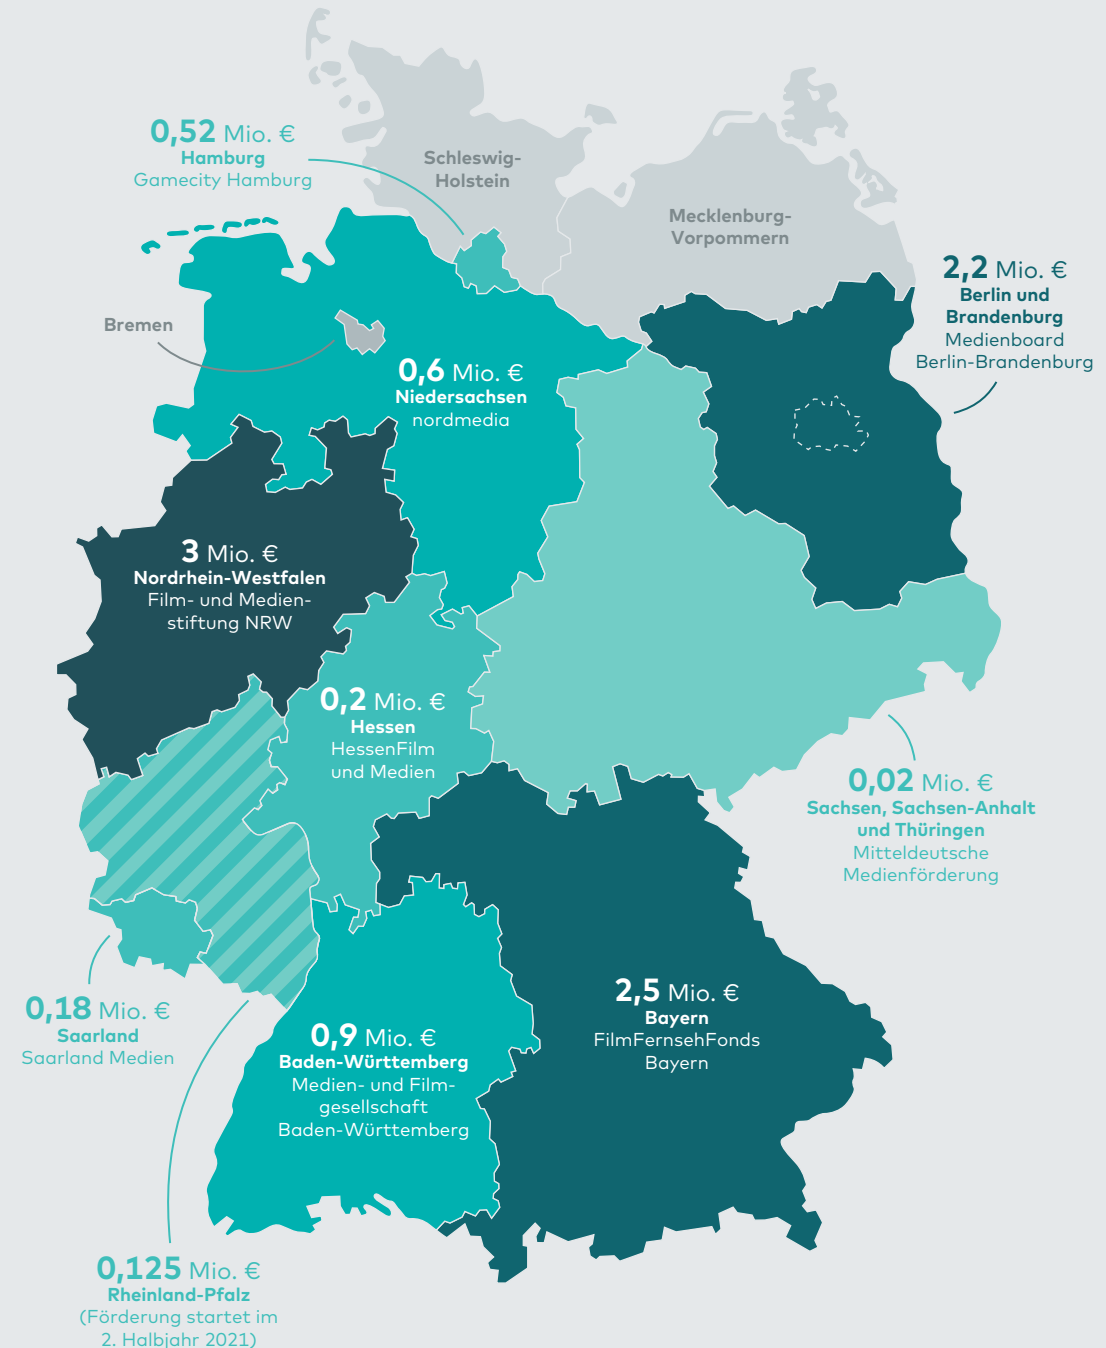 0,52 Mio. €
Hamburg
Gamecity Hamburg
Schleswig-
Holstein
Mecklenburg-
Vorpommern
2,2 Mio. €
Berlin und
Brandenburg
Medienboard
Berlin-Brandenburg
Bremen
0,6 Mio. €
Niedersachsen
nordmedia
3 Mio. €
Nordrhein-Westfalen
Film- und Medien-
stiftung NRW
0,2 Mio. €
Hessen
HessenFilm
und Medien
0,02 Mio. €
Sachsen, Sachsen-Anhalt
und Thüringen
Mitteldeutsche
Medienförderung
0,18 Mio. €
Saarland
Saarland Medien
0,9 Mio. €
Baden-Württemberg
Medien- und Film-
gesellschaft
Baden-Württemberg
2,5 Mio. €
Bayern
FilmFernsehFonds
Bayern
0,125 Mio. €
Rheinland-Pfalz
(Förderung startet im
2. Halbjahr 2021)